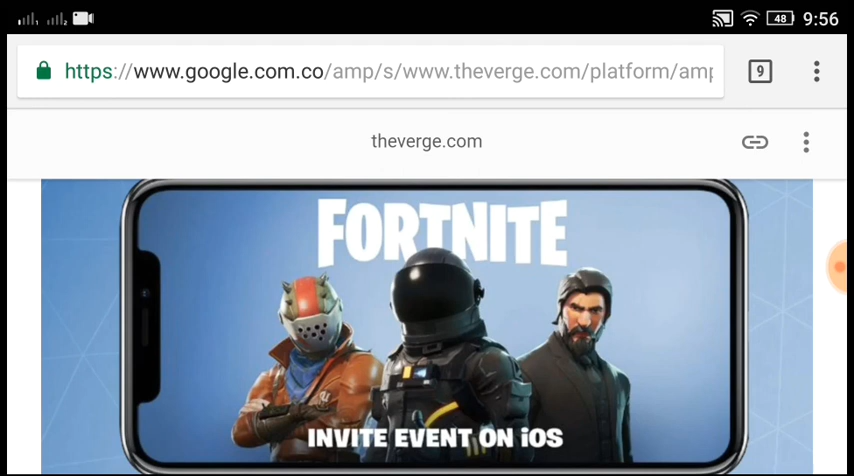 48 9:56
https://www.google.com.co/amp/s/www.theverge.com/platform/amp
9
theverge.com
FORTNITE
INVITE EVENT ON iOS